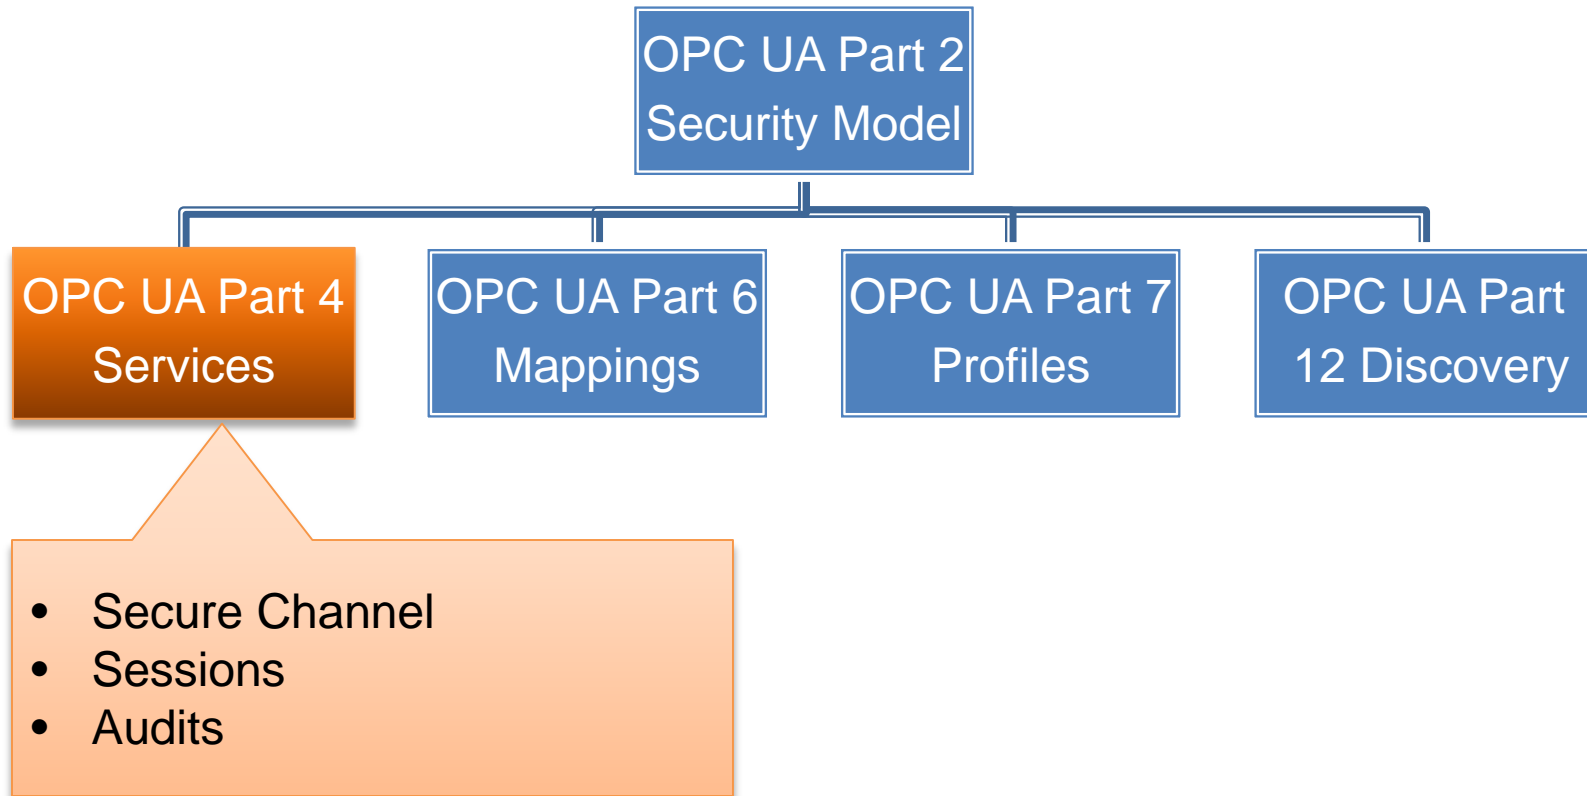 OPC UA Part 2
Security Model
OPC UA Part 4
Services
OPC UA Part 6
Mappings
OPC UA Part 7
Profiles
OPC UA Part
12 Discovery
• Secure Channel
• Sessions
• Audits